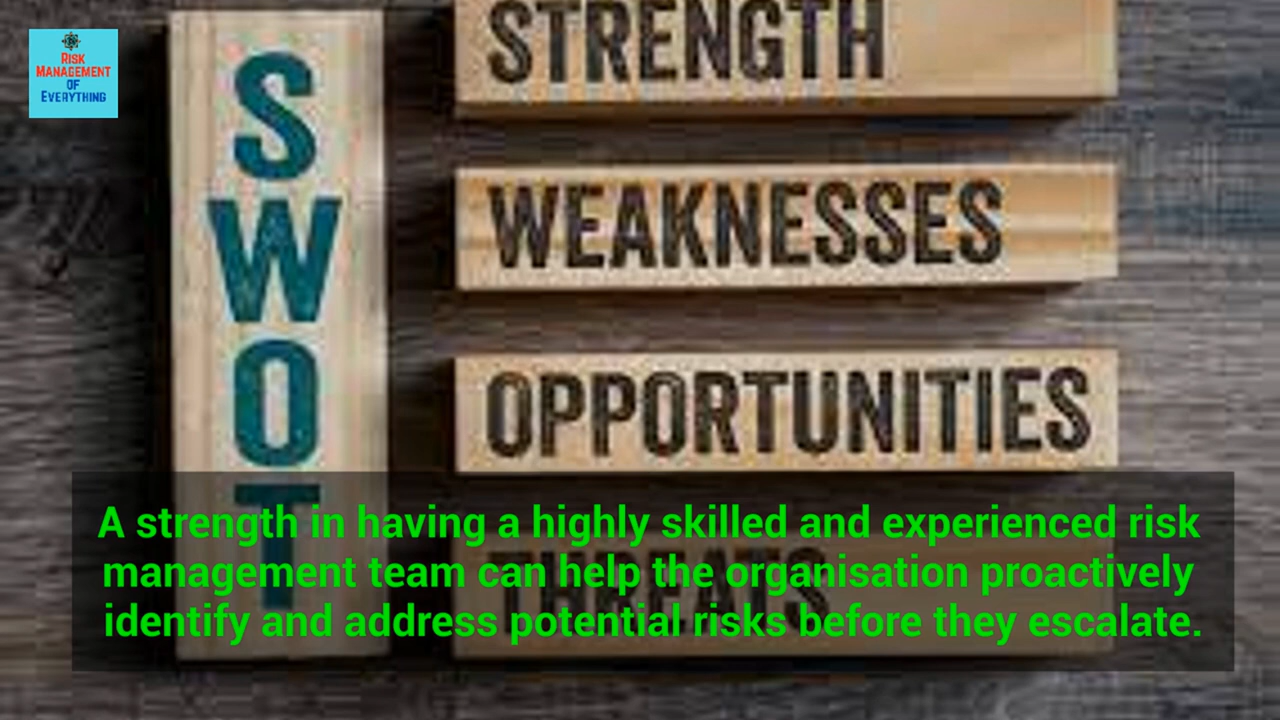 RISK
MANAGEMENT
OF
EVERYTHING
S
W
O
T
STRENGTH
WEAKNESSES
OPPORTUNITIES
THREATS
A strength in having a highly skilled and experienced risk
management team can help the organisation proactively
identify and address potential risks before they escalate.